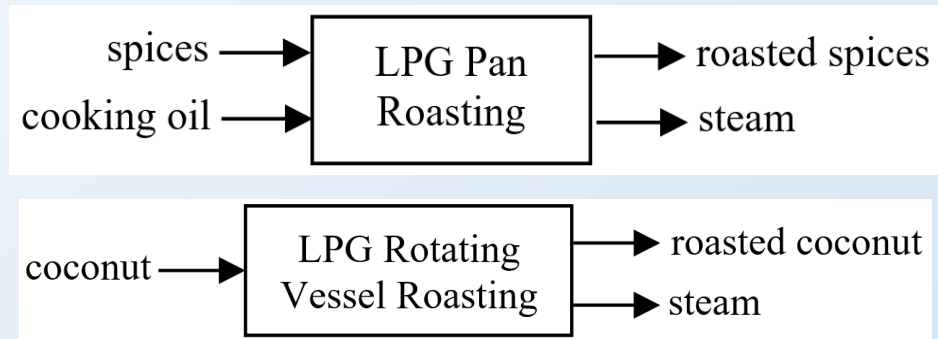 spices
cooking oil
LPG Pan
Roasting
roasted spices
steam
coconut
LPG Rotating
Vessel Roasting
roasted coconut
steam